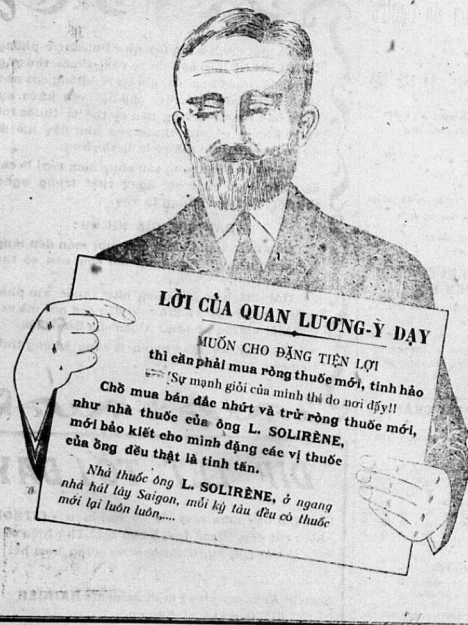 LỜI CỦA QUAN LƯƠNG-Y DẠY
MUỐN CHO ĐẶNG TIỆN LỢI
thì cần phải mua ròng thuốc mới, tinh hảo
Sự mạnh giỏi của mình thì do nơi đấy!!
Chỗ mua bán đắc nhứt và trử ròng thuốc mới,
như nhà thuốc của ông L. SOLIRÈNE,
mới bảo kiết cho mình đặng các vị thuốc
của ông đều thật là tinh tấn.
Nhà thuốc ông L. SOLIRÈNE, ở ngang
nhà hát tây Saigon, mỗi kỳ tàu đều có thuốc
mới lại luôn luôn,....